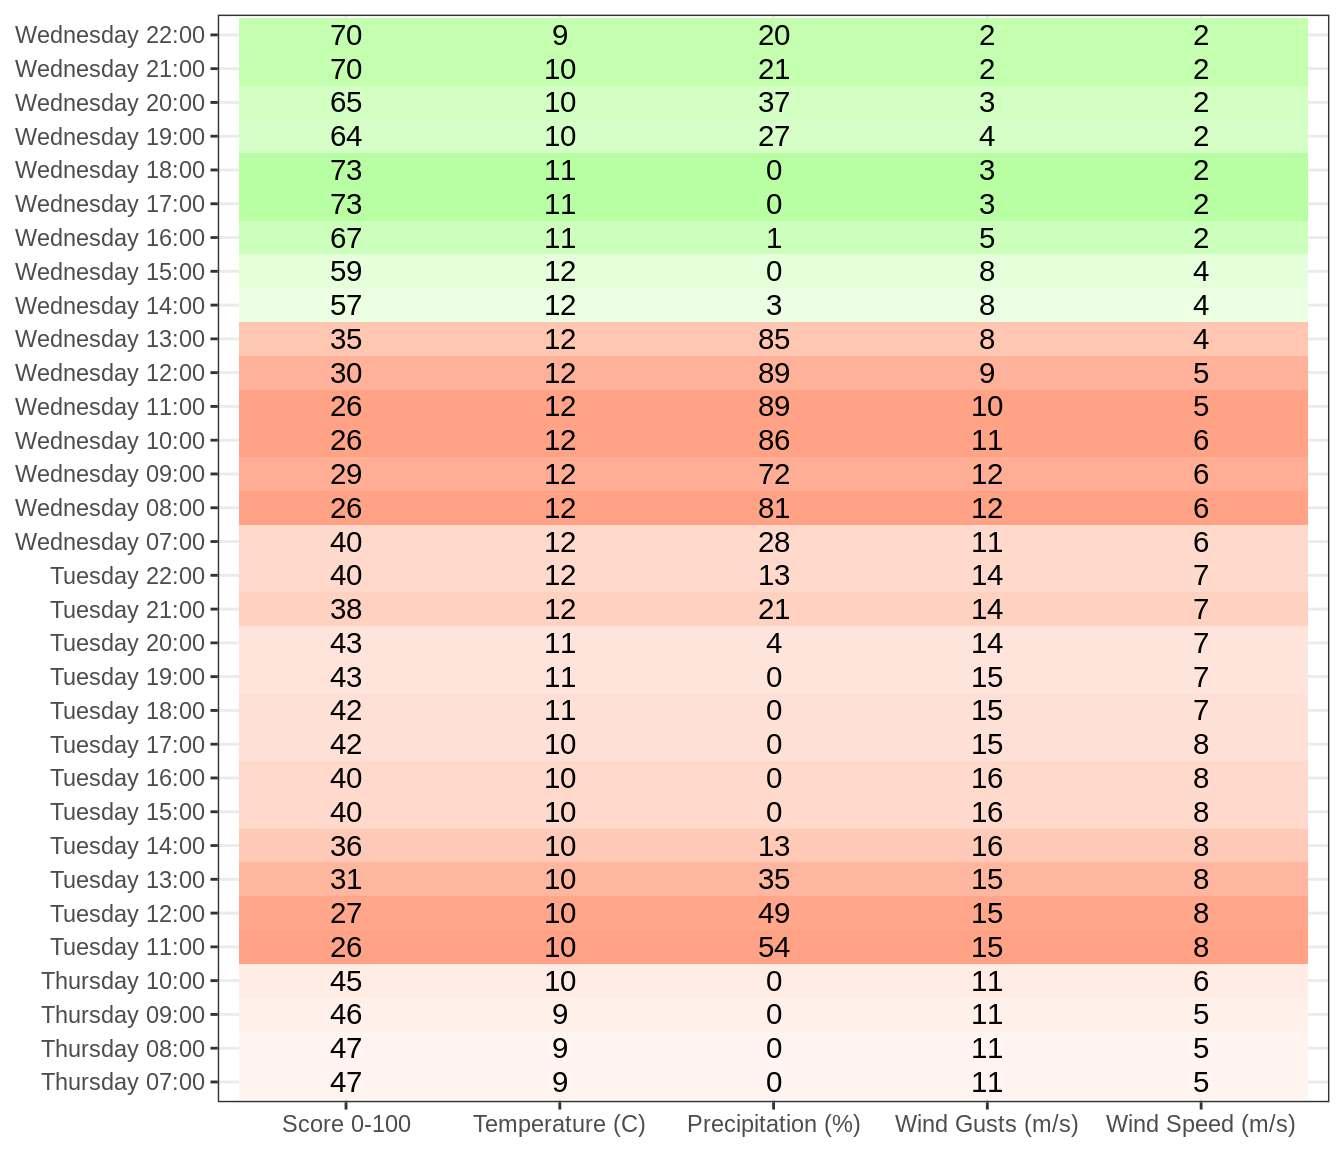 Wednesday 22:00 70 9 20 2 2
Wednesday 21:00 70 10 21 2 2
Wednesday 20:00 65 10 37 3 2
Wednesday 19:00 64 10 27 4 2
Wednesday 18:00 73 11 0 3 2
Wednesday 17:00 73 11 0 3 2
Wednesday 16:00 67 11 1 5 2
Wednesday 15:00 59 12 0 8 4
Wednesday 14:00 57 12 3 8 4
Wednesday 13:00 35 12 85 8 4
Wednesday 12:00 30 12 89 9 5
Wednesday 11:00 26 12 89 10 5
Wednesday 10:00 26 12 86 11 6
Wednesday 09:00 29 12 72 12 6
Wednesday 08:00 26 12 81 12 6
Wednesday 07:00 40 12 28 11 6
Tuesday 22:00 40 12 13 14 7
Tuesday 21:00 38 12 21 14 7
Tuesday 20:00 43 11 4 14 7
Tuesday 19:00 43 11 0 15 7
Tuesday 18:00 42 11 0 15 7
Tuesday 17:00 42 10 0 15 8
Tuesday 16:00 40 10 0 16 8
Tuesday 15:00 40 10 0 16 8
Tuesday 14:00 36 10 13 16 8
Tuesday 13:00 31 10 35 15 8
Tuesday 12:00 27 10 49 15 8
Tuesday 11:00 26 10 54 15 8
Thursday 10:00 45 10 0 11 6
Thursday 09:00 46 9 0 11 5
Thursday 08:00 47 9 0 11 5
Thursday 07:00 47 9 0 11 5
Score 0-100 Temperature (C) Precipitation (%) Wind Gusts (m/s) Wind Speed (m/s)